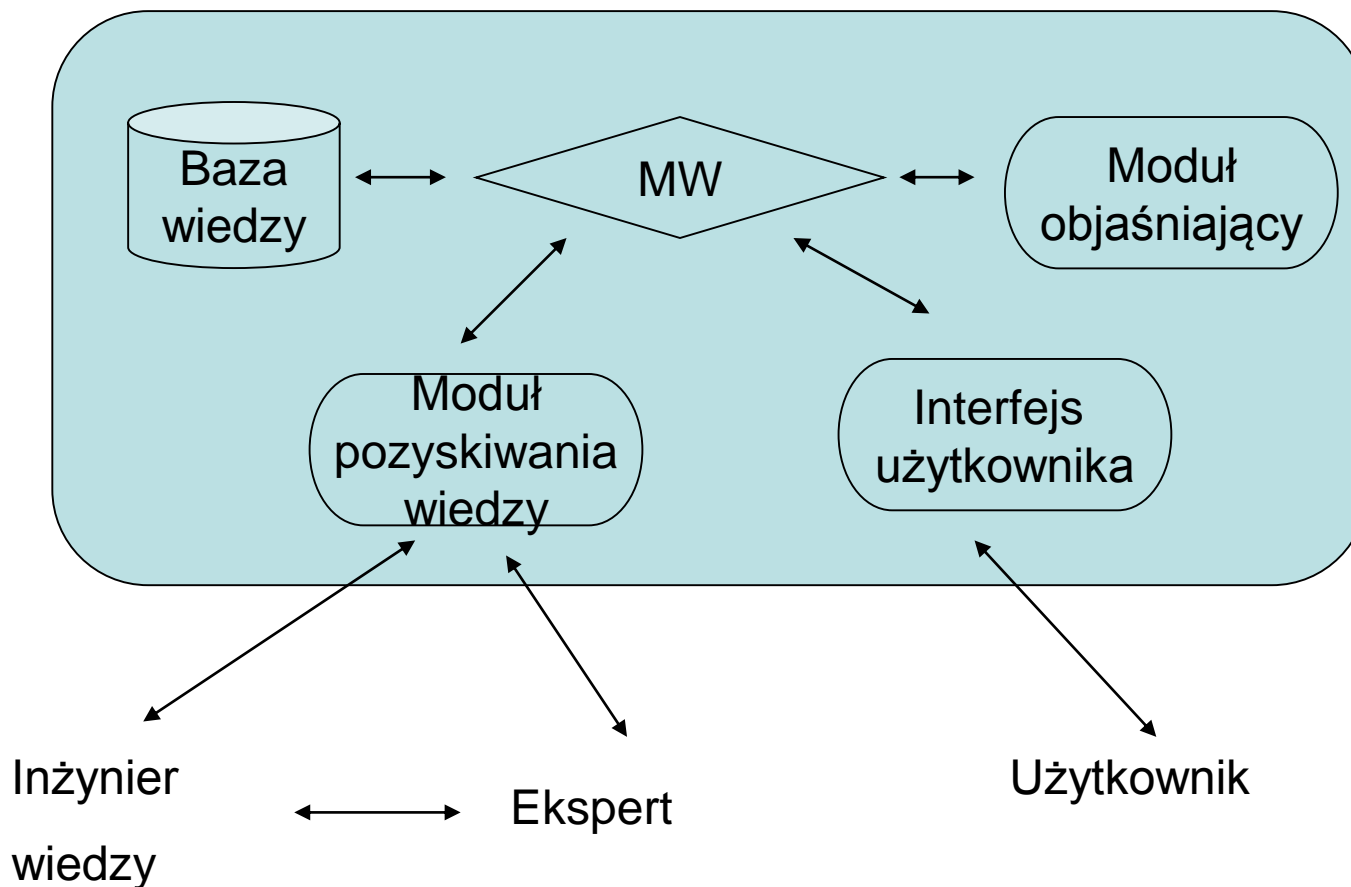 Baza
wiedzy
MW
Moduł
objaśniający
Moduł
pozyskiwania
wiedzy
Interfejs
użytkownika
Inżynier
wiedzy
Ekspert
Użytkownik